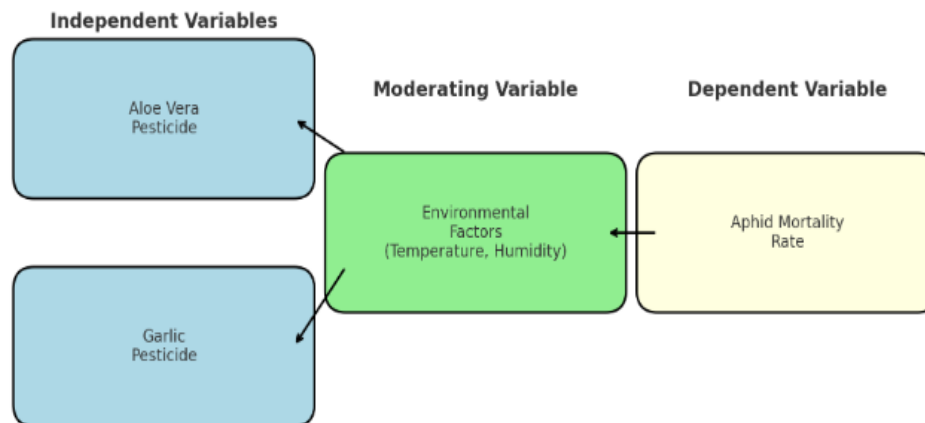 Independent Variables
Aloe Vera
Pesticide
Garlic
Pesticide
Moderating Variable
Environmental
Factors
(Temperature, Humidity)
Dependent Variable
Aphid Mortality
Rate